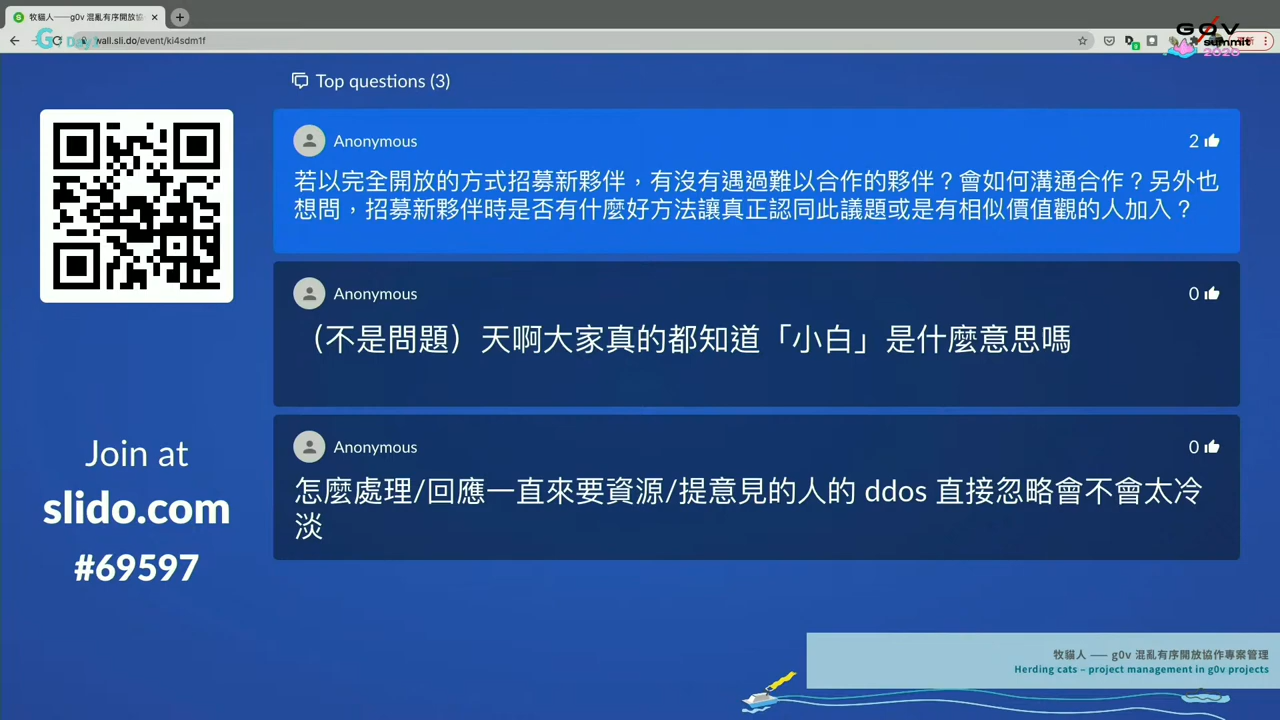 牧貓人 —— g0v 混亂有序開放協
wall.sli.do/event/ki4sdm1f
Day1
G0V
summit
2020
Top questions (3)
Anonymous
2
若以完全開放的方式招募新夥伴，有沒有遇過難以合作的夥伴？會如何溝通合作？另外也
想問，招募新夥伴時是否有什麼好方法讓真正認同此議題或是有相似價值觀的人加入？
Anonymous
0
（不是問題）天啊大家真的都知道「小白」是什麼意思嗎
Anonymous
0
怎麼處理/回應一直來要資源/提意見的人的 ddos 直接忽略會不會太冷
淡
Join at
slido.com
#69597
牧貓人 —— g0v 混亂有序開放協作專案管理
Herding cats – project management in g0v projects